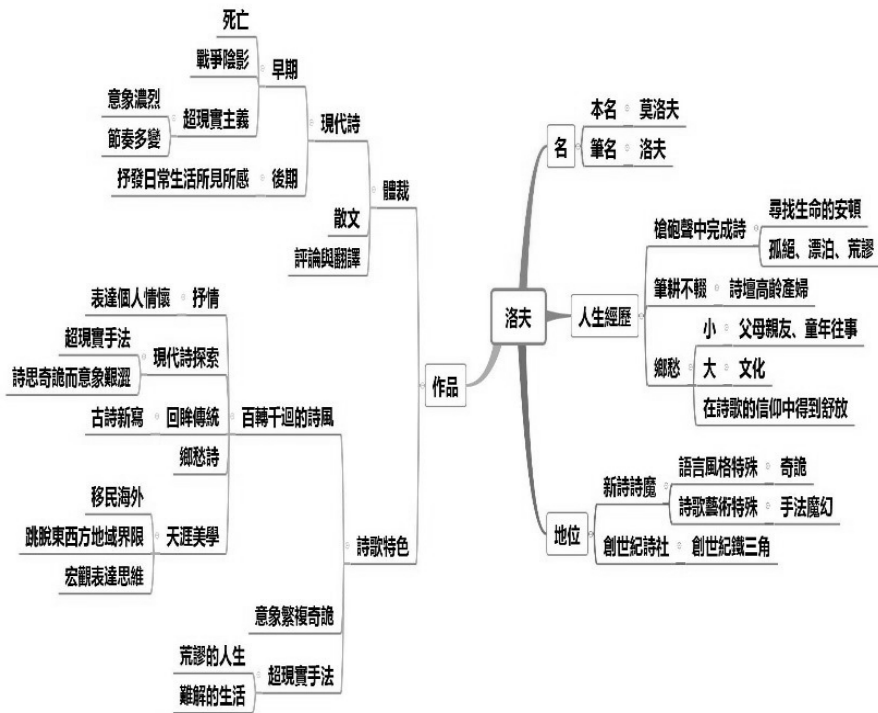 洛夫
名
本名
莫洛夫
筆名
洛夫
人生經歷
槍砲聲中完成詩
尋找生命的安頓
孤絕、漂泊、荒謬
筆耕不輟
詩壇高齡產婦
鄉愁
小
父母親友、童年往事
大
文化
在詩歌的信仰中得到舒放
地位
新詩詩魔
語言風格特殊
奇詭
詩歌藝術特殊
手法魔幻
創世紀詩社
創世紀鐵三角
作品
體裁
現代詩
早期
死亡
戰爭陰影
超現實主義
意象濃烈
節奏多變
後期
抒發日常生活所見所感
散文
評論與翻譯
詩歌特色
百轉千迴的詩風
抒情
表達個人情懷
現代詩探索
超現實手法
詩思奇詭而意象艱澀
回眸傳統
古詩新寫
鄉愁詩
天涯美學
移民海外
跳脫東西方地域界限
宏觀表達思維
意象繁複奇詭
超現實手法
荒謬的人生
難解的生活